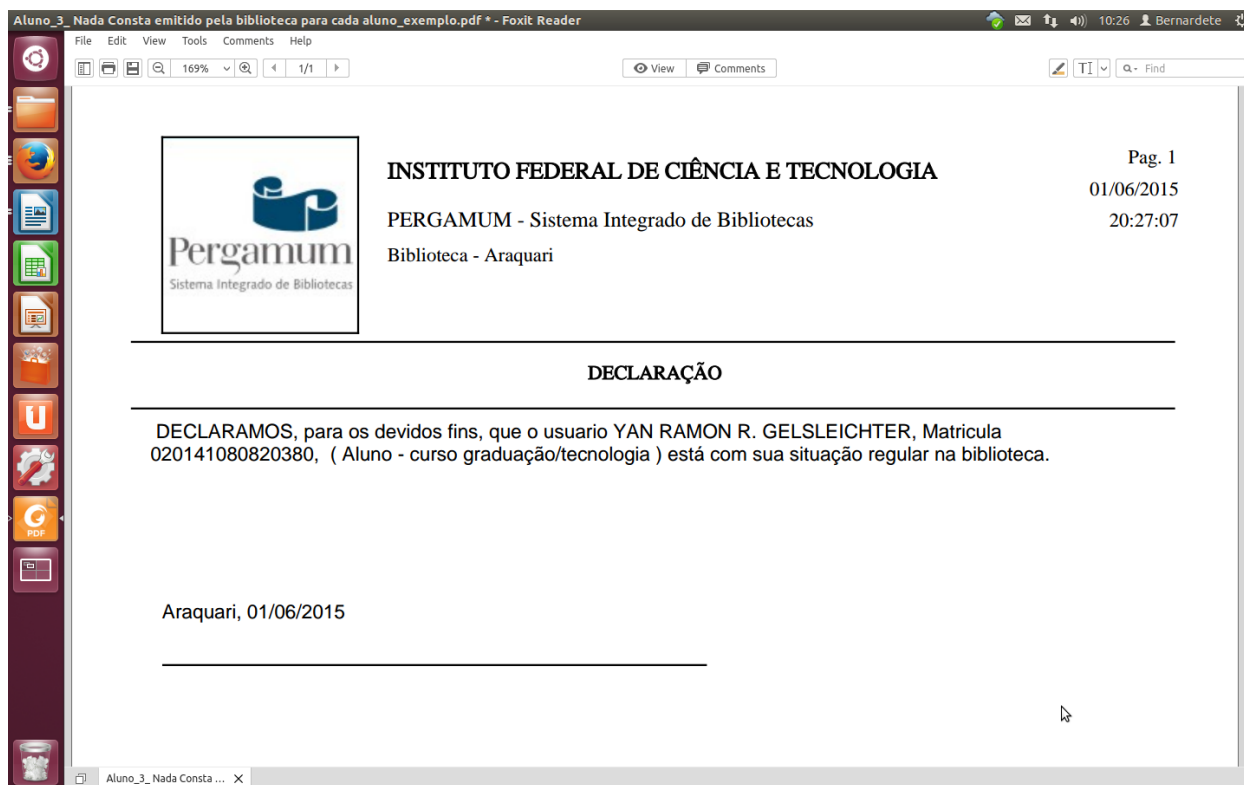 Aluno_3_ Nada Consta emitido pela biblioteca para cada aluno_exemplo.pdf * - Foxit Reader
10:26 Bernardete
File Edit View Tools Comments Help
169% 1/1 View Comments Find
Pergamum
Sistema Integrado de Bibliotecas
INSTITUTO FEDERAL DE CIÊNCIA E TECNOLOGIA
PERGAMUM - Sistema Integrado de Bibliotecas
Biblioteca - Araquari
Pag. 1
01/06/2015
20:27:07
DECLARAÇÃO
DECLARAMOS, para os devidos fins, que o usuario YAN RAMON R. GELSLEICHTER, Matricula
020141080820380, ( Aluno - curso graduação/tecnologia ) está com sua situação regular na biblioteca.
Araquari, 01/06/2015
PDF
Aluno_3_ Nada Consta ... X